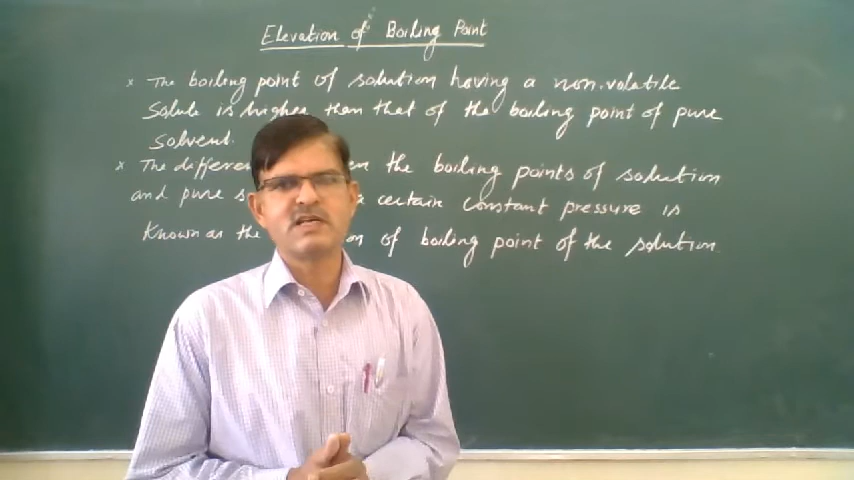 Elevation of Boiling Point
× The boiling point of solution having a non-volatile
Solute is higher than that of the boiling point of pure
solvent.
× The differen en the boiling points of solution
and pure s certain constant pressure is
Known as the on of boiling point of the solution